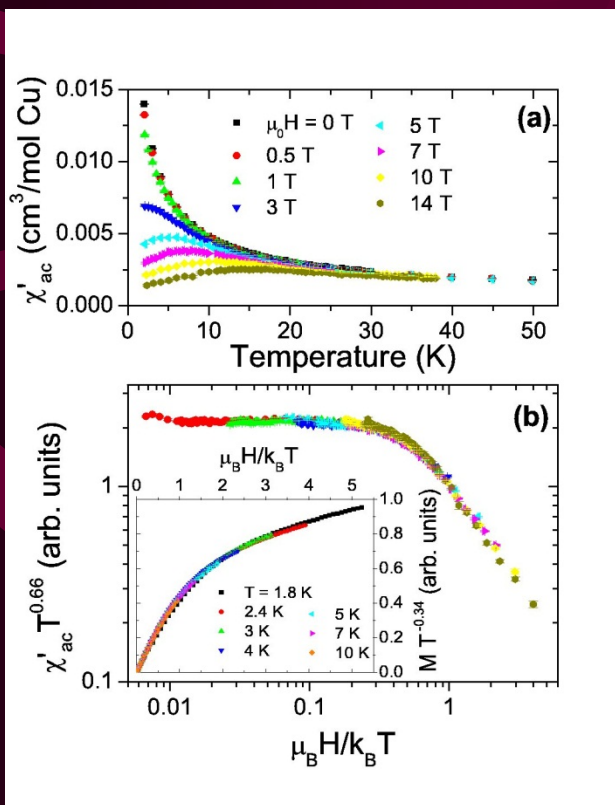 (a)
μ₀H = 0 T
0.5 T
1 T
3 T
5 T
7 T
10 T
14 T
χ'ac (cm³/mol Cu)
0.015
0.010
0.005
0.000
0 10 20 30 40 50
Temperature (K)
(b)
χ'ac T^0.66 (arb. units)
1
0.1
0.01 0.1 1
μBH/kBT
μBH/kBT
0 1 2 3 4 5
1.0
0.8
0.6
0.4
0.2
0.0
M T^-0.34 (arb. units)
T = 1.8 K
2.4 K
3 K
4 K
5 K
7 K
10 K